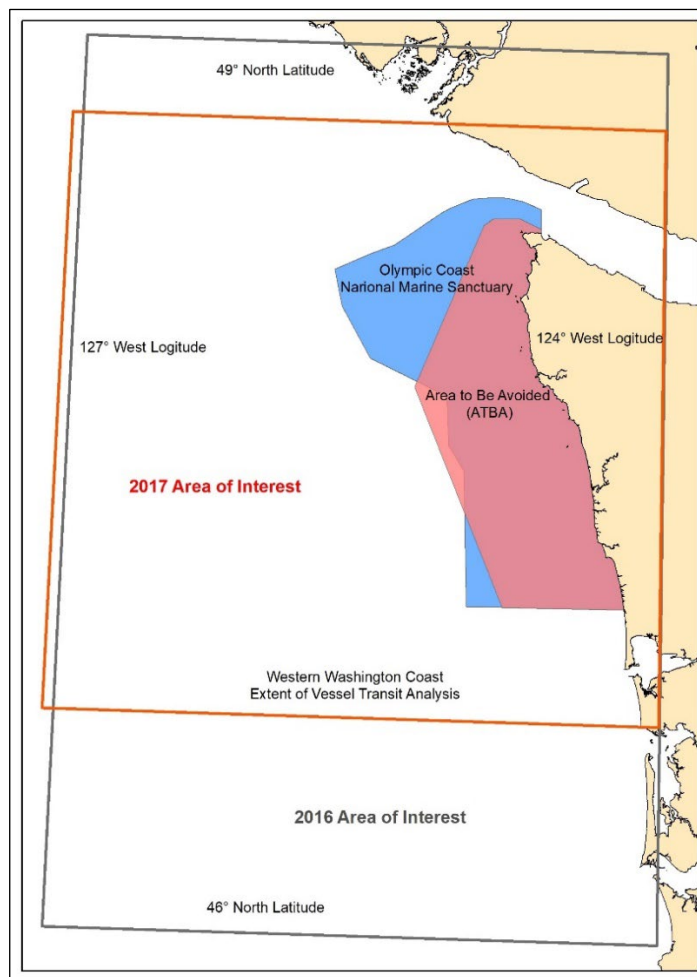 49° North Latitude
Olympic Coast
Narional Marine Sanctuary
127° West Logitude
124° West Logitude
Area to Be Avoided
(ATBA)
2017 Area of Interest
Western Washington Coast
Extent of Vessel Transit Analysis
2016 Area of Interest
46° North Latitude